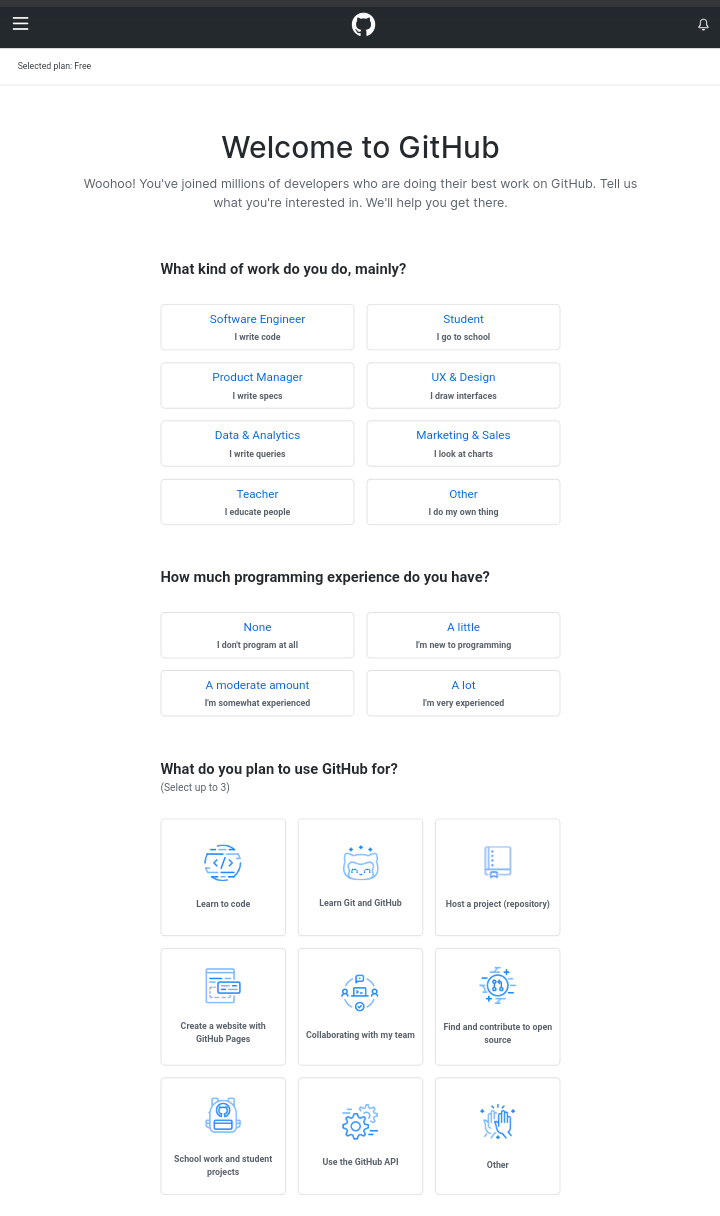 Selected plan: Free
Welcome to GitHub
Woohoo! You've joined millions of developers who are doing their best work on GitHub. Tell us
what you're interested in. We'll help you get there.
What kind of work do you do, mainly?
Software Engineer
I write code
Student
I go to school
Product Manager
I write specs
UX & Design
I draw interfaces
Data & Analytics
I write queries
Marketing & Sales
I look at charts
Teacher
I educate people
Other
I do my own thing
How much programming experience do you have?
None
I don't program at all
A little
I'm new to programming
A moderate amount
I'm somewhat experienced
A lot
I'm very experienced
What do you plan to use GitHub for?
(Select up to 3)
Learn to code
Learn Git and GitHub
Host a project (repository)
Create a website with
GitHub Pages
Collaborating with my team
Find and contribute to open
source
School work and student
projects
Use the GitHub API
Other